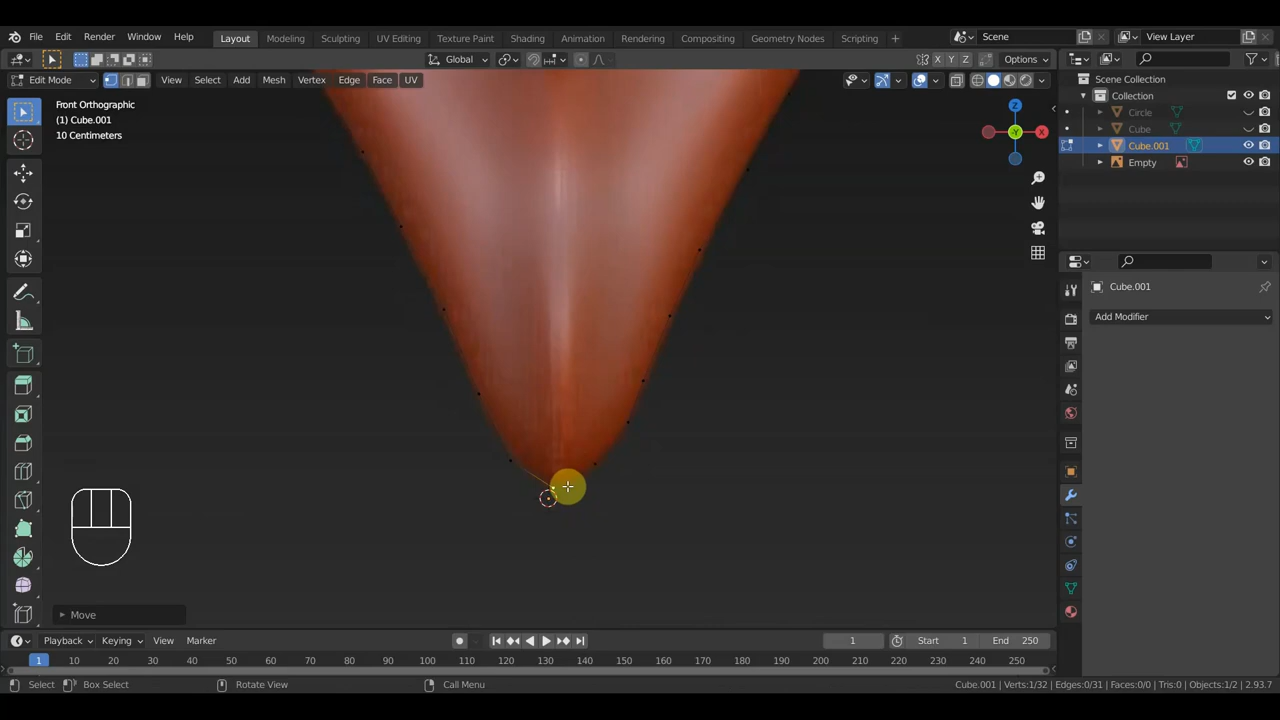 File Edit Render Window Help Layout Modeling Sculpting UV Editing Texture Paint Shading Animation Rendering Compositing Geometry Nodes Scripting + Scene View Layer
Global X Y Z Options
Edit Mode View Select Add Mesh Vertex Edge Face UV
Front Orthographic
(1) Cube.001
10 Centimeters
Z
Y
X
Scene Collection
Collection
Circle
Cube
Cube.001
Empty
Cube.001
Add Modifier
Move
Playback Keying View Marker 1 Start 1 End 250
1 10 20 30 40 50 60 70 80 90 100 110 120 130 140 150 160 170 180 190 200 210 220 230 240 250
Select Box Select Rotate View Call Menu Cube.001 | Verts:1/32 | Edges:0/31 | Faces:0/0 | Tris:0 | Objects:1/2 | 2.93.7